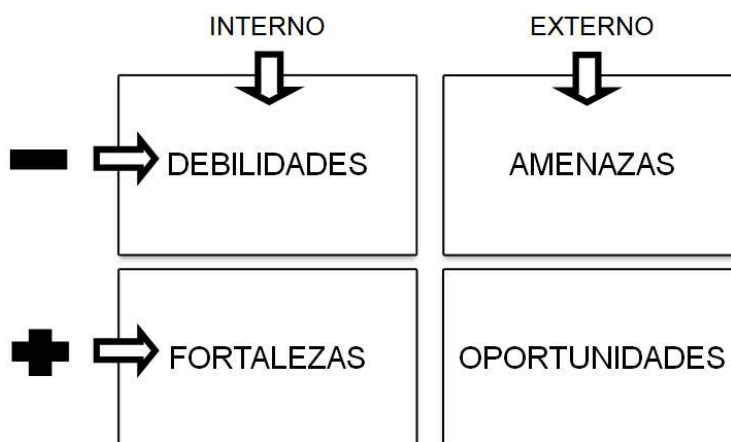 INTERNO EXTERNO
DEBILIDADES AMENAZAS
FORTALEZAS OPORTUNIDADES